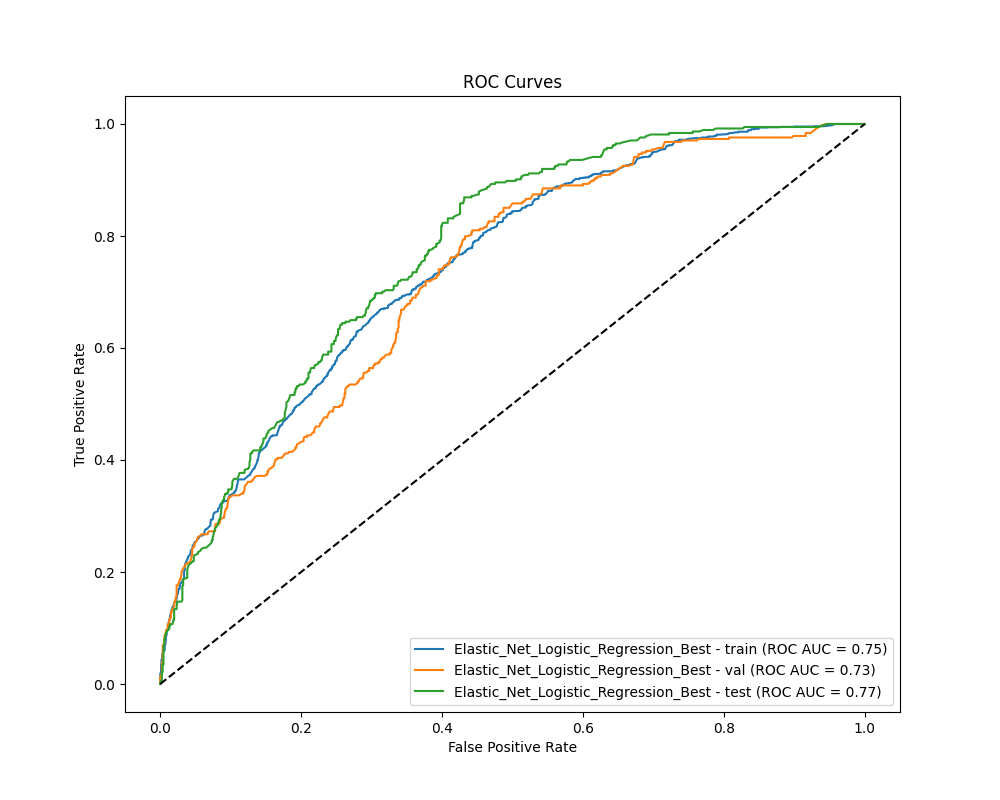 ROC Curves
1.0
0.8
0.6
0.4
0.2
0.0
True Positive Rate
0.0 0.2 0.4 0.6 0.8 1.0
False Positive Rate
Elastic_Net_Logistic_Regression_Best - train (ROC AUC = 0.75)
Elastic_Net_Logistic_Regression_Best - val (ROC AUC = 0.73)
Elastic_Net_Logistic_Regression_Best - test (ROC AUC = 0.77)